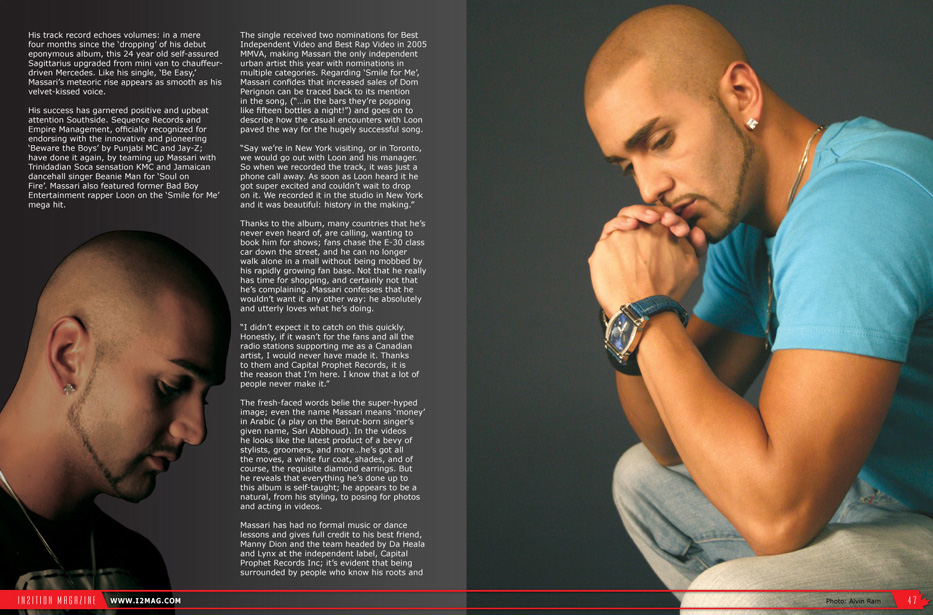 His track record echoes volumes: in a mere
four months since the ‘dropping’ of his debut
eponymous album, this 24 year old self-assured
Sagittarius upgraded from mini van to chauffeur-
driven Mercedes. Like his single, ‘Be Easy,’
Massari’s meteoric rise appears as smooth as his
velvet-kissed voice.
His success has garnered positive and upbeat
attention Southside. Sequence Records and
Empire Management, officially recognized for
endorsing with the innovative and pioneering
‘Beware the Boys’ by Punjabi MC and Jay-Z;
have done it again, by teaming up Massari with
Trinidadian Soca sensation KMC and Jamaican
dancehall singer Beanie Man for ‘Soul on
Fire’. Massari also featured former Bad Boy
Entertainment rapper Loon on the ‘Smile for Me’
mega hit.
The single received two nominations for Best
Independent Video and Best Rap Video in 2005
MMVA, making Massari the only independent
urban artist this year with nominations in
multiple categories. Regarding ‘Smile for Me’,
Massari confides that increased sales of Dom
Perignon can be traced back to its mention
in the song, (“…in the bars they’re popping
like fifteen bottles a night!”) and goes on to
describe how the casual encounters with Loon
paved the way for the hugely successful song.
“Say we’re in New York visiting, or in Toronto,
we would go out with Loon and his manager.
So when we recorded the track, it was just a
phone call away. As soon as Loon heard it he
got super excited and couldn’t wait to drop
on it. We recorded it in the studio in New York
and it was beautiful: history in the making.”
Thanks to the album, many countries that he’s
never even heard of, are calling, wanting to
book him for shows; fans chase the E-30 class
car down the street, and he can no longer
walk alone in a mall without being mobbed by
his rapidly growing fan base. Not that he really
has time for shopping, and certainly not that
he’s complaining. Massari confesses that he
wouldn’t want it any other way: he absolutely
and utterly loves what he’s doing.
“I didn’t expect it to catch on this quickly.
Honestly, if it wasn’t for the fans and all the
radio stations supporting me as a Canadian
artist, I would never have made it. Thanks
to them and Capital Prophet Records, it is
the reason that I’m here. I know that a lot of
people never make it.”
The fresh-faced words belie the super-hyped
image; even the name Massari means ‘money’
in Arabic (a play on the Beirut-born singer’s
given name, Sari Abbhoud). In the videos
he looks like the latest product of a bevy of
stylists, groomers, and more…he’s got all
the moves, a white fur coat, shades, and of
course, the requisite diamond earrings. But
he reveals that everything he’s done up to
this album is self-taught; he appears to be a
natural, from his styling, to posing for photos
and acting in videos.
Massari has had no formal music or dance
lessons and gives full credit to his best friend,
Manny Dion and the team headed by Da Heala
and Lynx at the independent label, Capital
Prophet Records Inc; it’s evident that being
surrounded by people who know his roots and
IN2ITION MAGAZINE WWW.I2MAG.COM
Photo: Alvin Ram 47